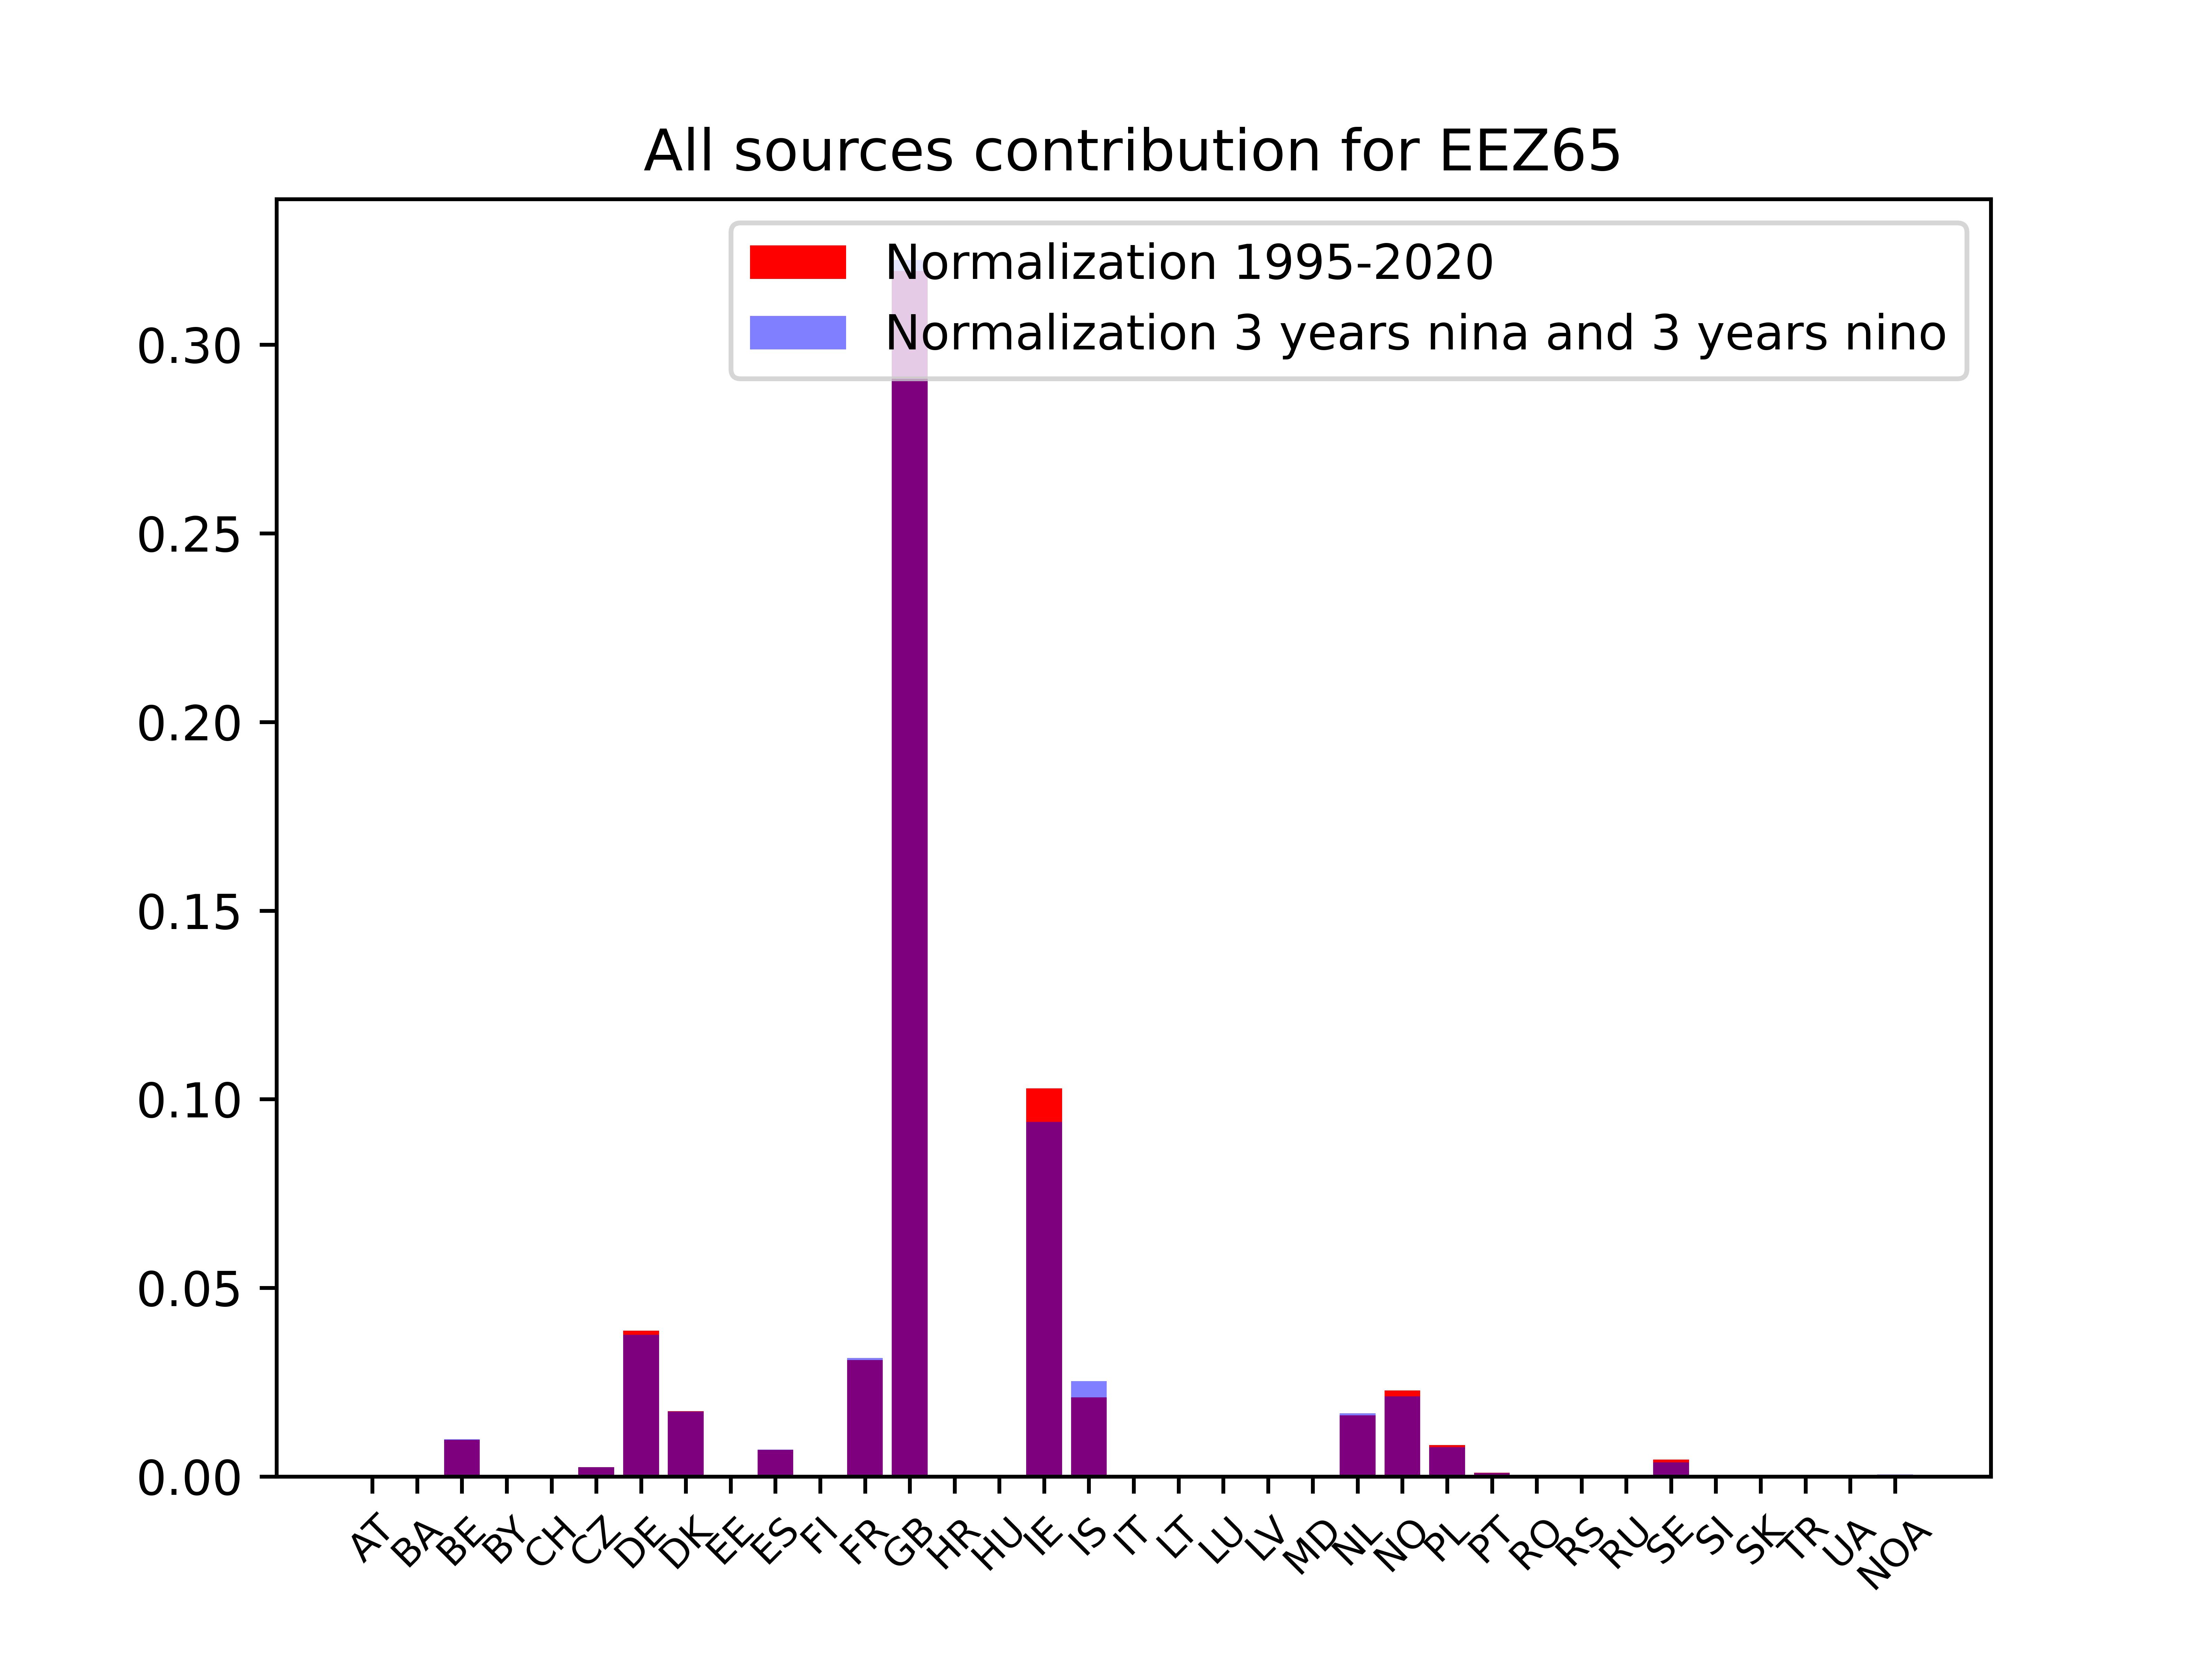 All sources contribution for EEZ65
Normalization 1995-2020
Normalization 3 years nina and 3 years nino
0.30
0.25
0.20
0.15
0.10
0.05
0.00
AT BA BE BY CH CZ DE DK EE ES FI FR GB HR HU IE IS IT LT LU LV MD NL NO PL PT RO RS RU SE SI SK TR UA NOA